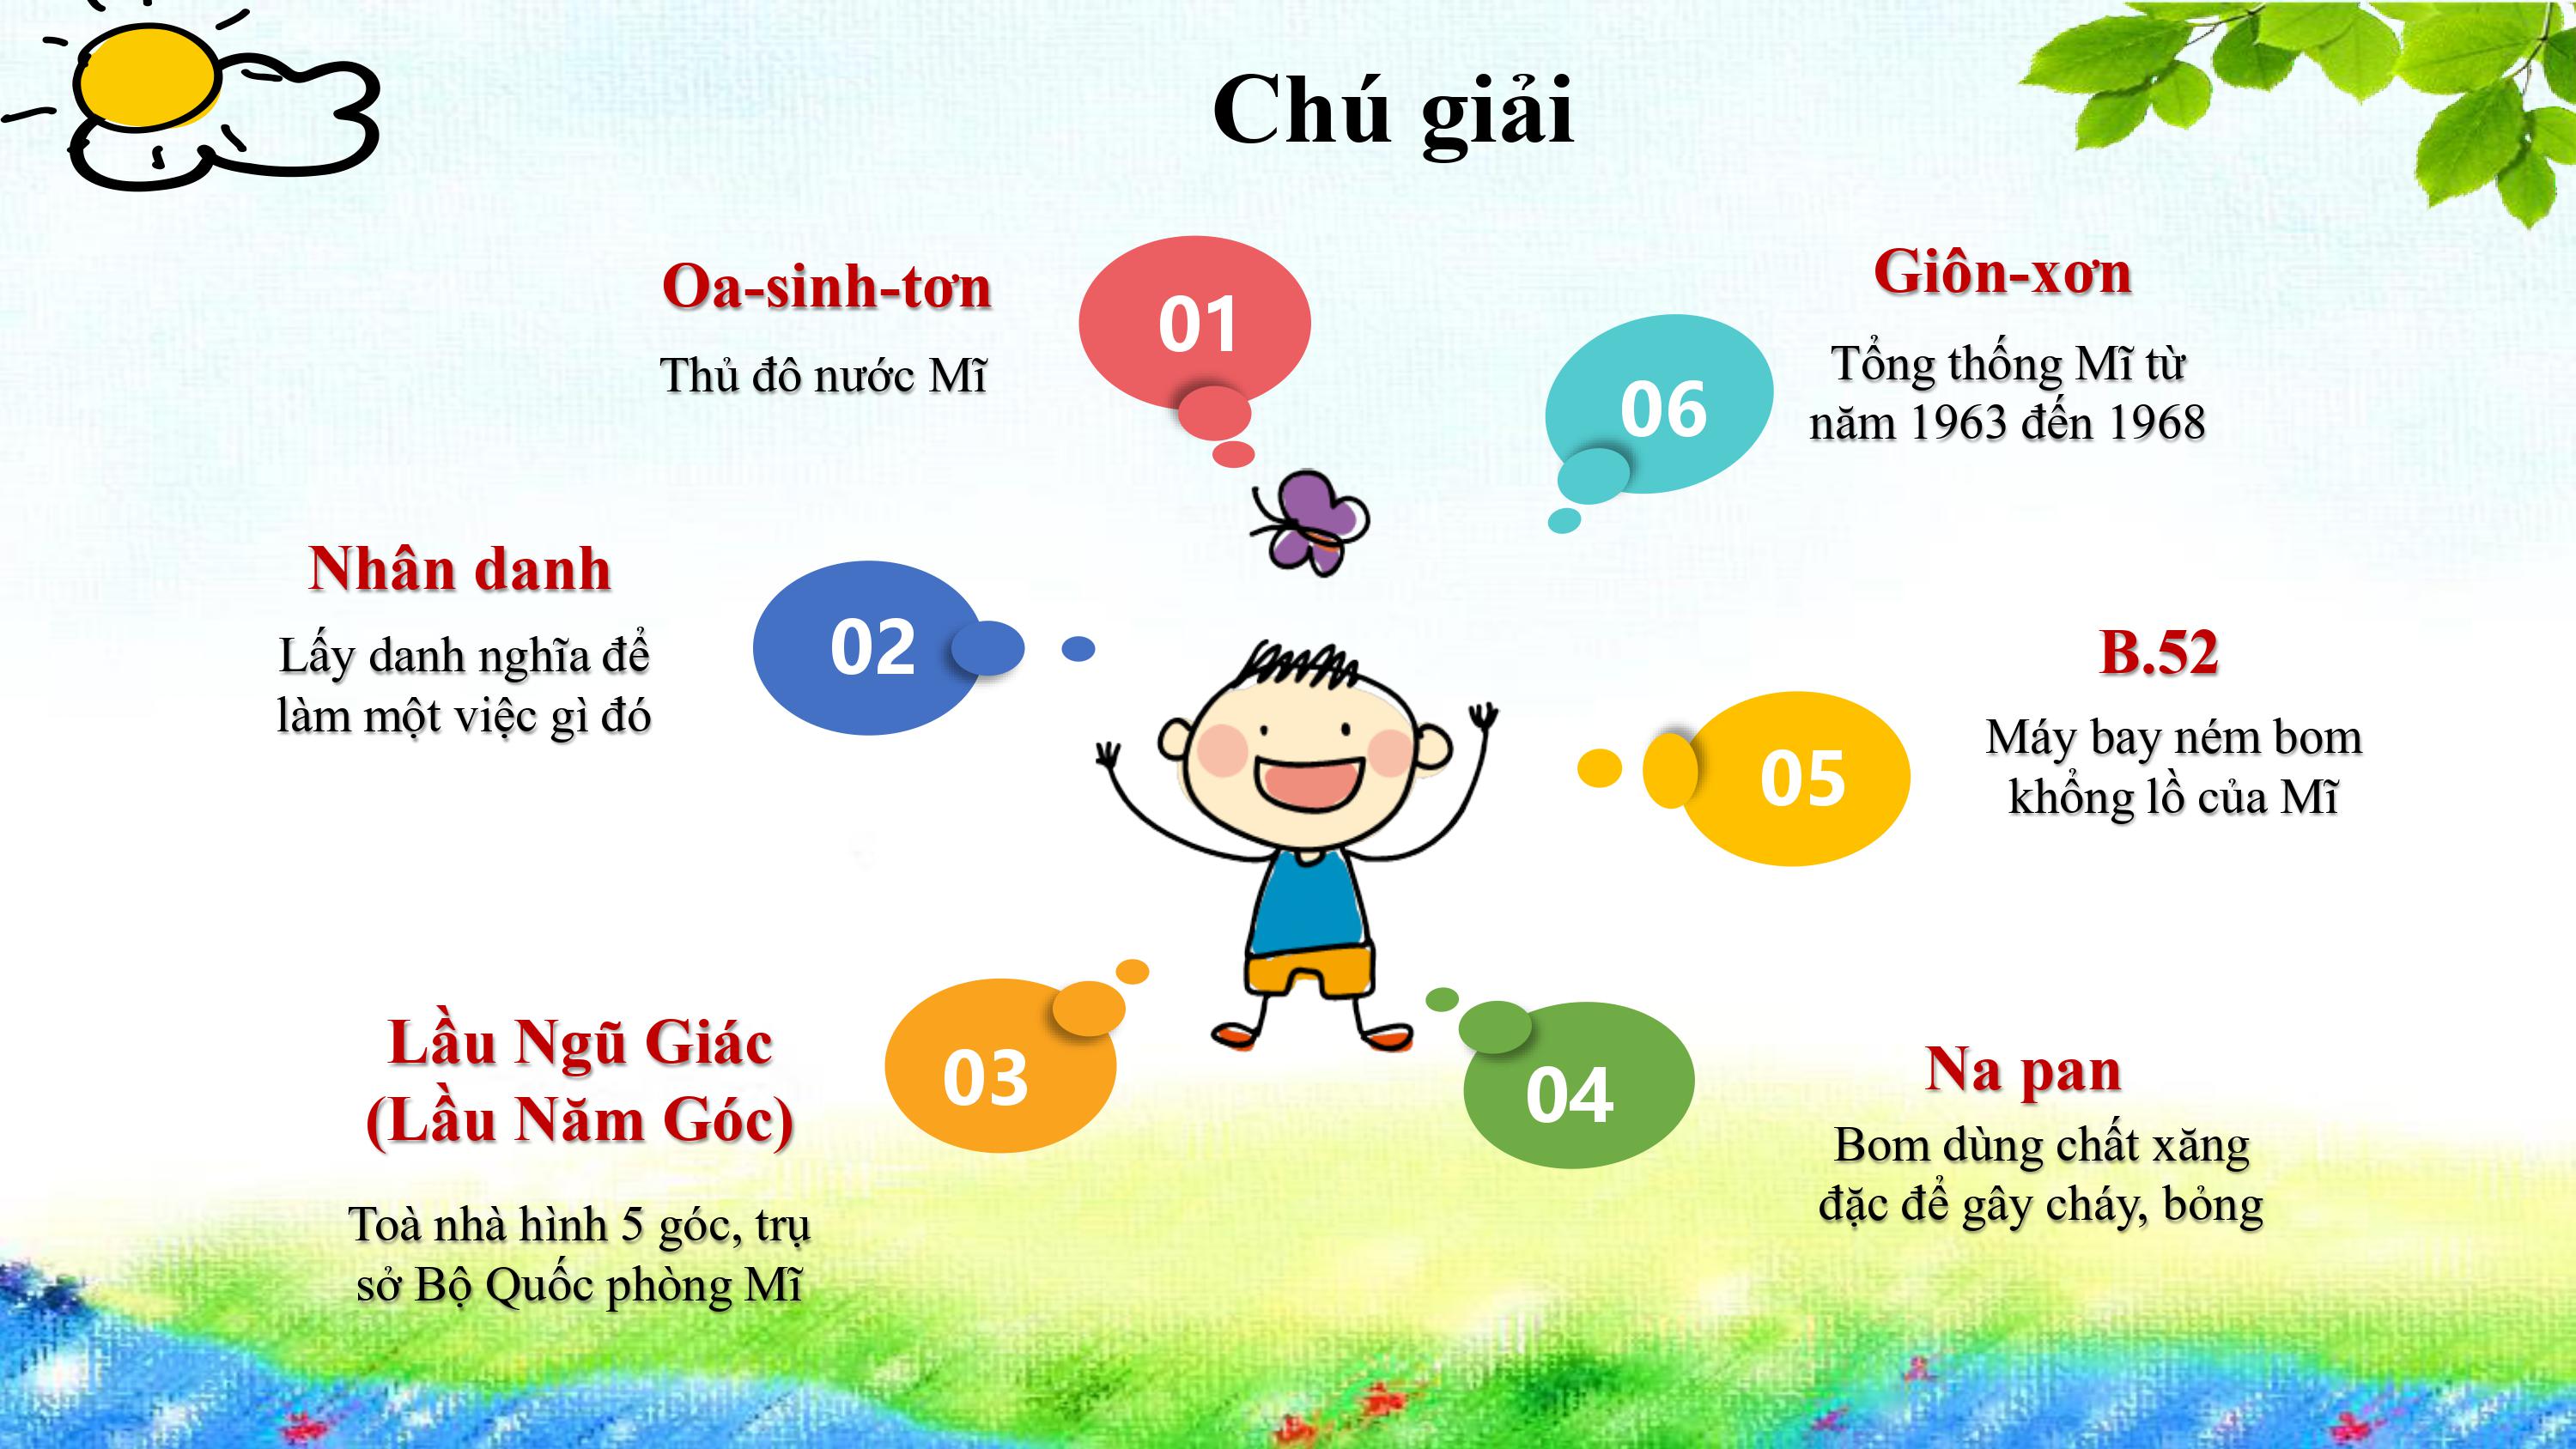 Chú giải
01
Oa-sinh-tơn
Thủ đô nước Mĩ
02
Nhân danh
Lấy danh nghĩa để
làm một việc gì đó
03
Lầu Ngũ Giác
(Lầu Năm Góc)
Toà nhà hình 5 góc, trụ
sở Bộ Quốc phòng Mĩ
04
Na pan
Bom dùng chất xăng
đặc để gây cháy, bỏng
05
B.52
Máy bay ném bom
khổng lồ của Mĩ
06
Giôn-xơn
Tổng thống Mĩ từ
năm 1963 đến 1968